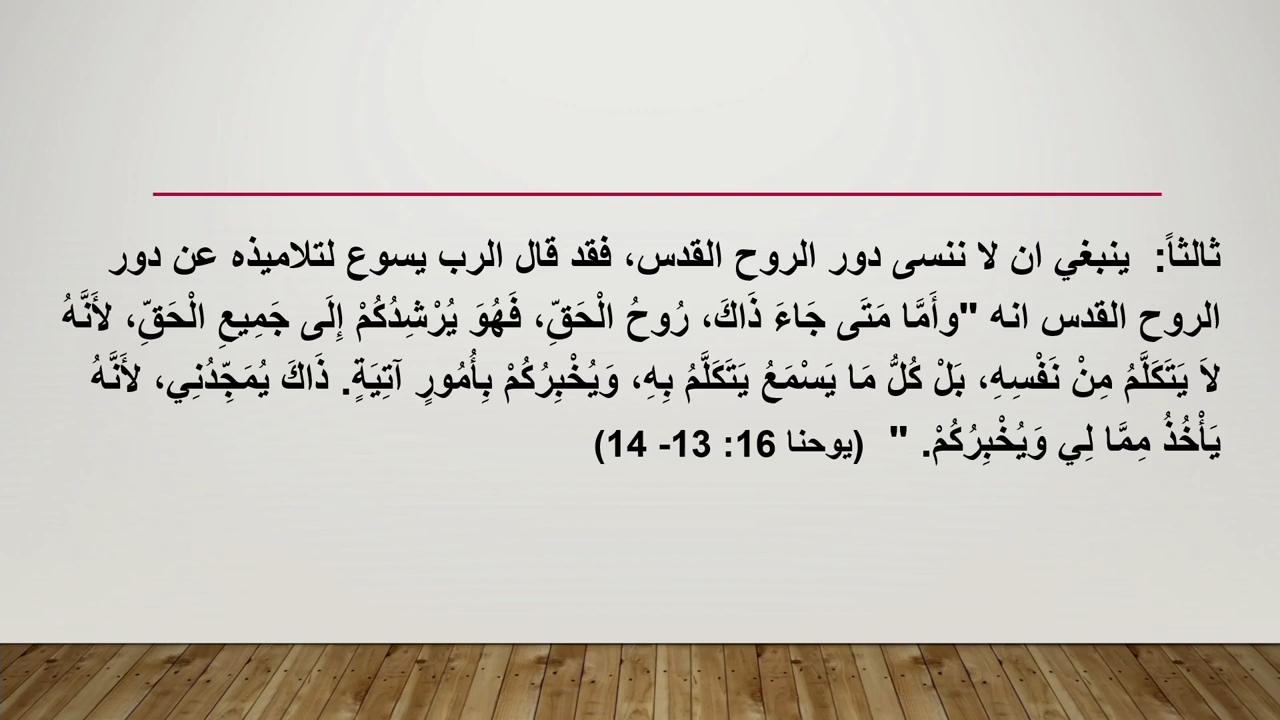 ثالثاً:  ينبغي ان لا ننسى دور الروح القدس، فقد قال الرب يسوع لتلاميذه عن دور
الروح القدس انه "وأَمَّا مَتَى جَاءَ ذَاكَ، رُوحُ الْحَقِّ، فَهُوَ يُرْشِدُكُمْ إِلَى جَمِيعِ الْحَقِّ، لأَنَّهُ
لاَ يَتَكَلَّمُ مِنْ نَفْسِهِ، بَلْ كُلُّ مَا يَسْمَعُ يَتَكَلَّمُ بِهِ، وَيُخْبِرُكُمْ بِأُمُورٍ آتِيَةٍ. ذَاكَ يُمَجِّدُنِي، لأَنَّهُ
يَأْخُذُ مِمَّا لِي وَيُخْبِرُكُمْ. "  (يوحنا 16: 13- 14)